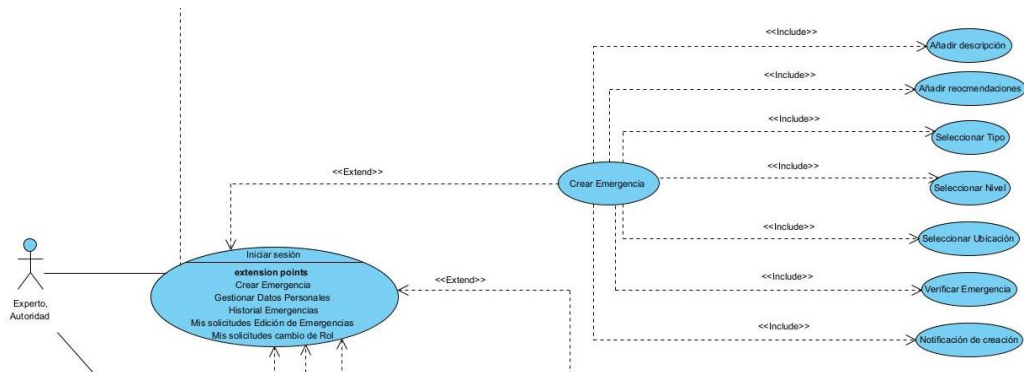 <<Include>>
Añadir descripción
<<Include>>
Añadir reocmendaciones
<<Include>>
Seleccionar Tipo
<<Extend>>
Crear Emergencia
<<Include>>
Seleccionar Nivel
<<Include>>
Seleccionar Ubicación
Iniciar sesión
extension points
Crear Emergencia
Gestionar Datos Personales
Historial Emergencias
Mis solicitudes Edición de Emergencias
Mis solicitudes cambio de Rol
<<Extend>>
<<Include>>
Verificar Emergencia
Experto,
Autoridad
<<Include>>
Notificación de creación